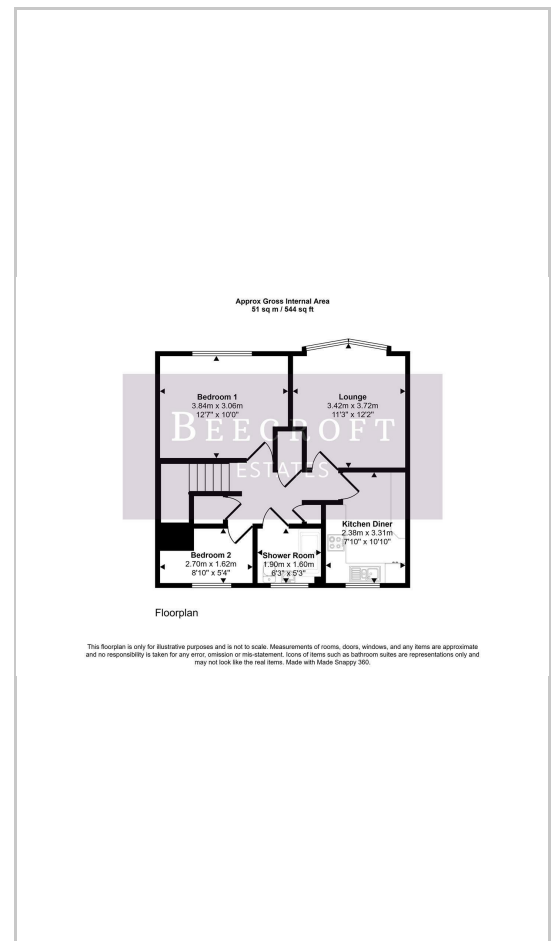 Approx Gross Internal Area
51 sq m / 544 sq ft
Bedroom 1
3.84m x 3.06m
12'7" x 10'0"
Lounge
3.42m x 3.72m
11'3" x 12'2"
BEECROFT
ESTATES
Kitchen Diner
2.38m x 3.31m
7'10" x 10'10"
Bedroom 2
2.70m x 1.62m
8'10" x 5'4"
Shower Room
1.90m x 1.60m
6'3" x 5'3"
Floorplan
This floorplan is only for illustrative purposes and is not to scale. Measurements of rooms, doors, windows, and any items are approximate
and no responsibility is taken for any error, omission or mis-statement. Icons of items such as bathroom suites are representations only and
may not look like the real items. Made with Made Snappy 360.